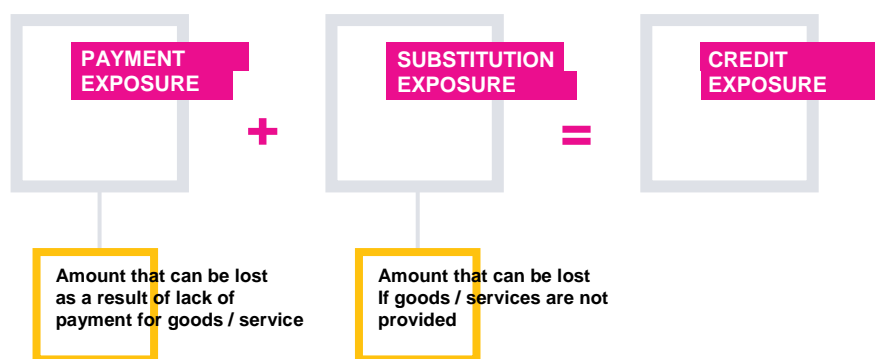 PAYMENT
EXPOSURE
+
SUBSTITUTION
EXPOSURE
=
CREDIT
EXPOSURE
Amount that can be lost
as a result of lack of
payment for goods / service
Amount that can be lost
If goods / services are not
provided